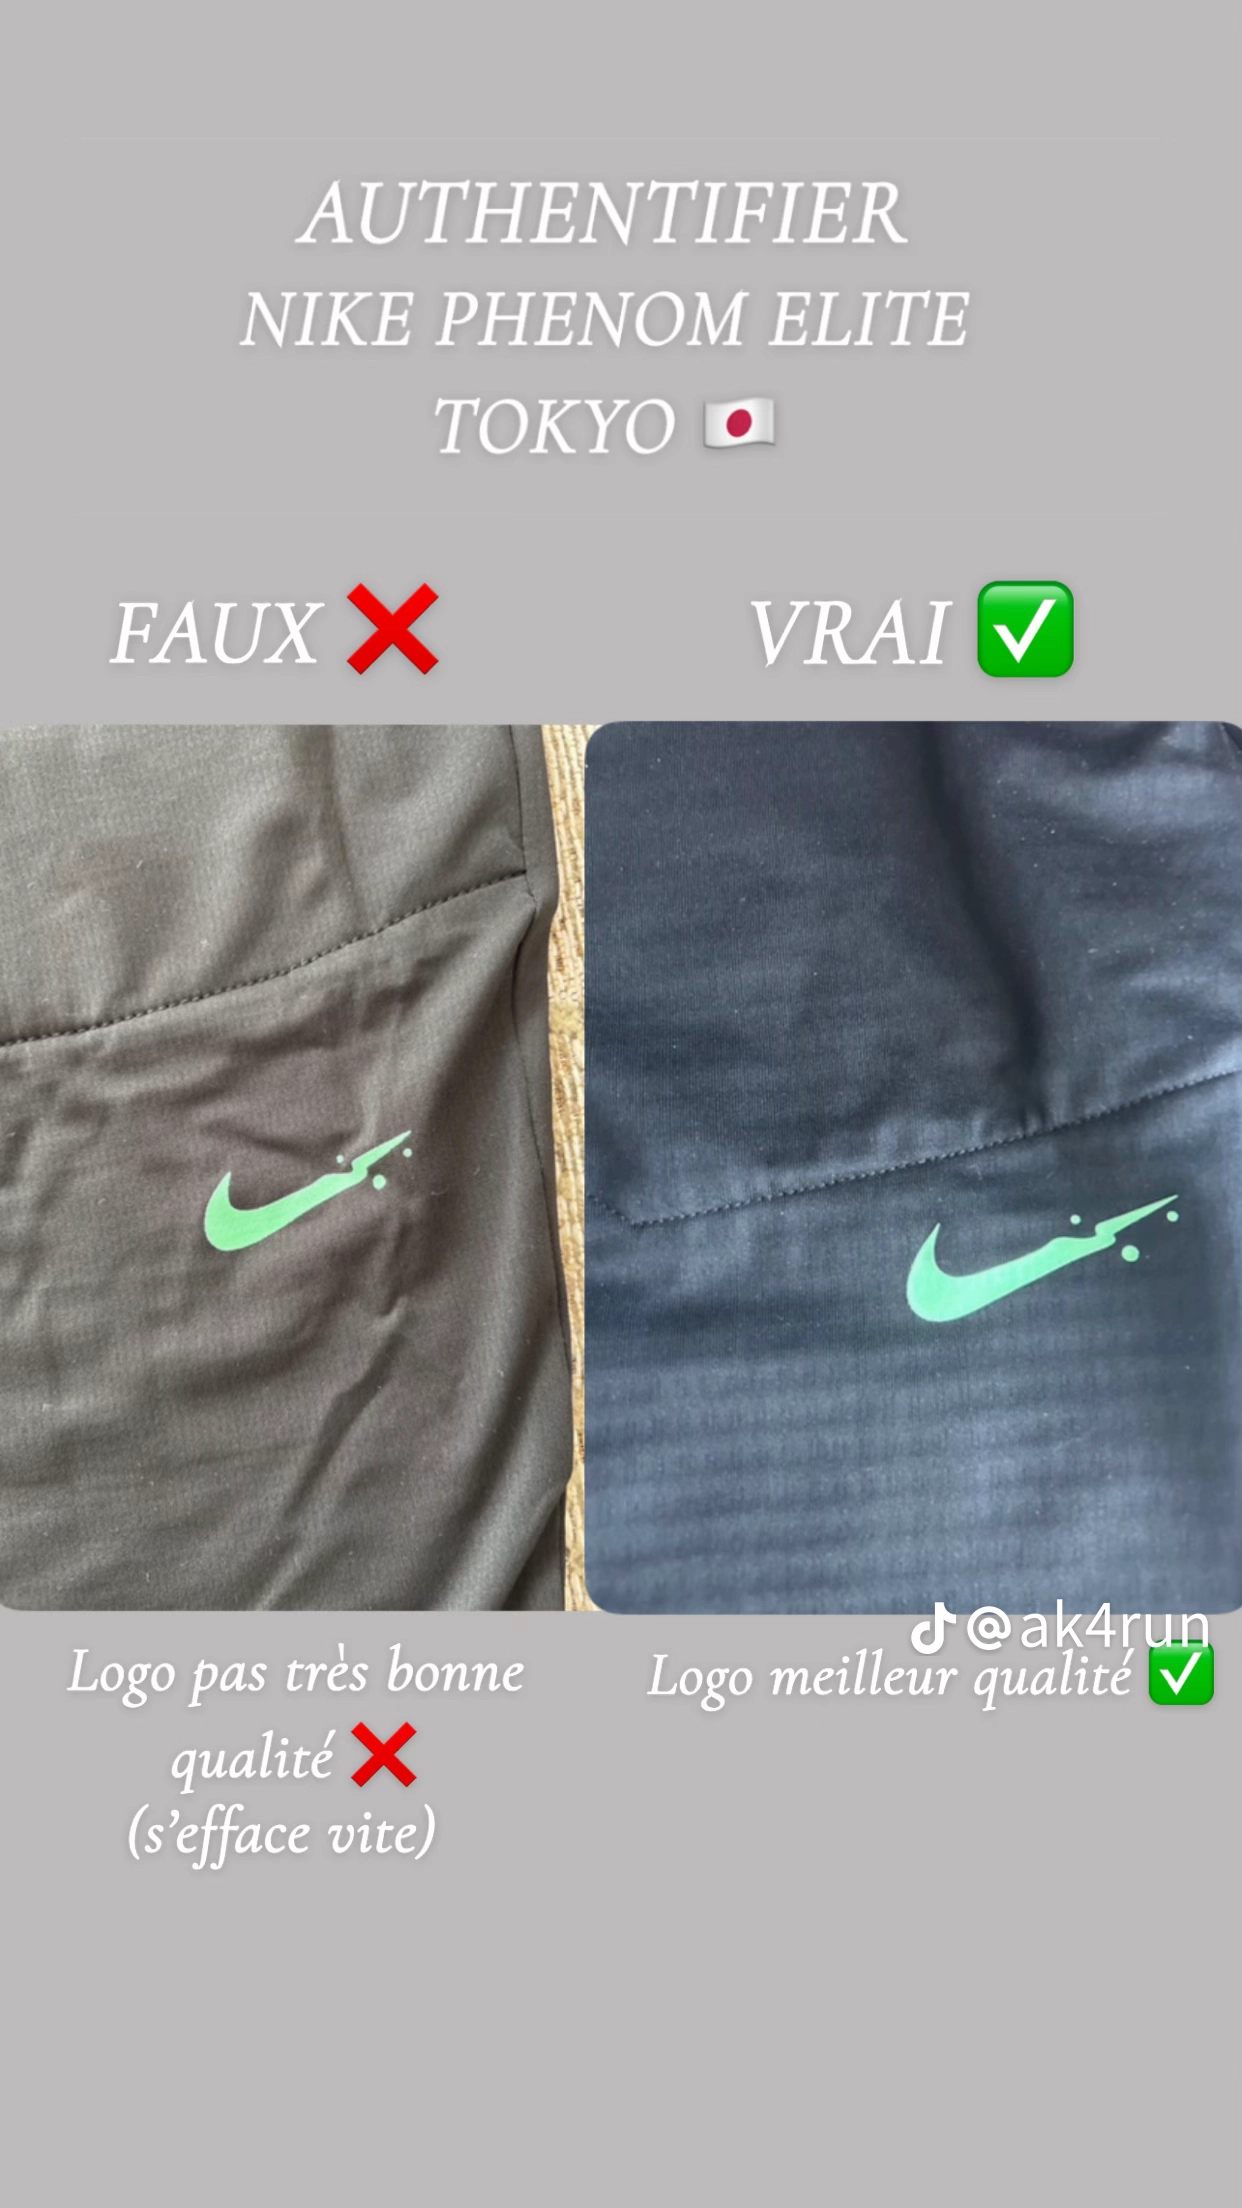 AUTHENTIFIER
NIKE PHENOM ELITE
TOKYO 🇯🇵
FAUX ❌
VRAI ✅
@ak4run
Logo pas très bonne
qualité ❌
(s'efface vite)
Logo meilleur qualité ✅